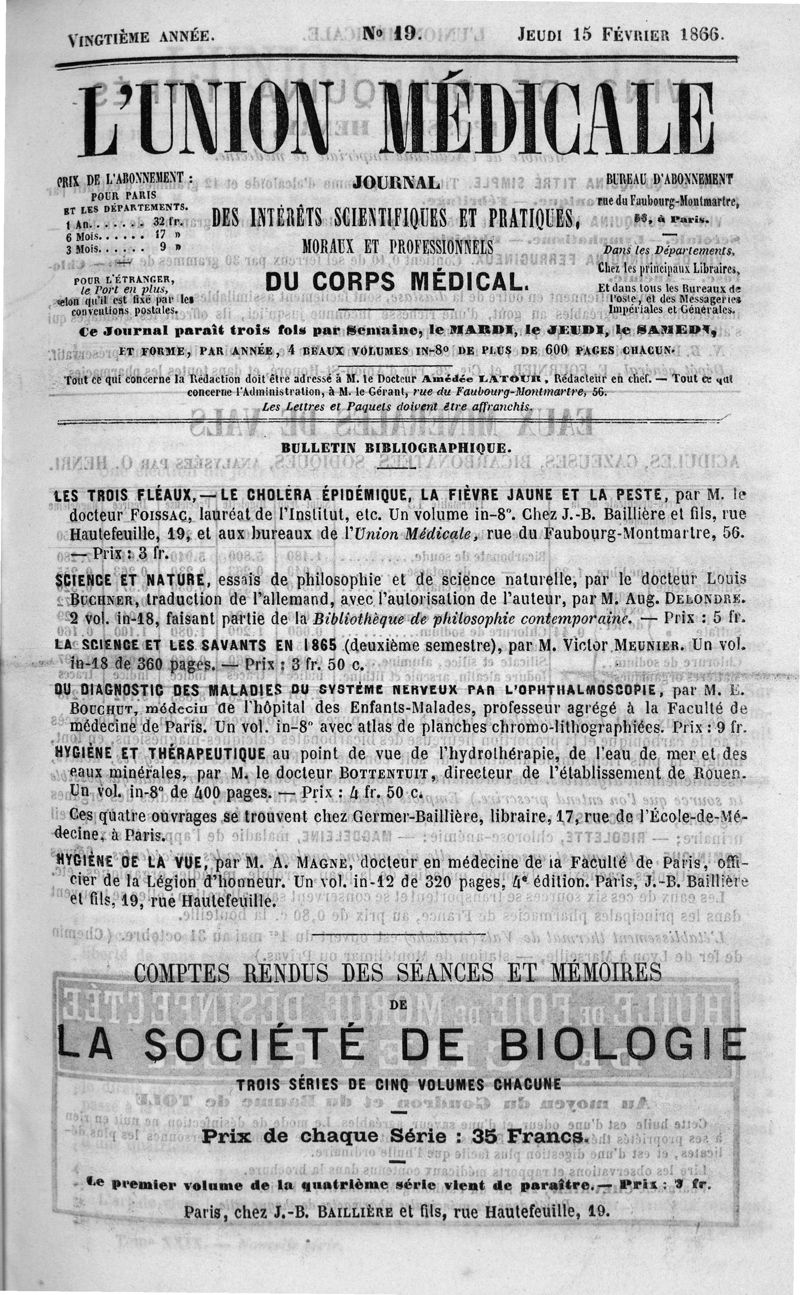 VINGTIÈME ANNÉE.
No 19.
JEUDI 15 FÉVRIER 1866.
L'UNION MÉDICALE
PRIX DE L'ABONNEMENT :
POUR PARIS
ET LES DÉPARTEMENTS.
1 An....... 32 fr.
6 Mois...... 17 »
3 Mois...... 9 »
POUR L'ÉTRANGER,
le Port en plus,
selon qu'il est fixé par les
conventions postales.
JOURNAL
DES INTÉRÊTS SCIENTIFIQUES ET PRATIQUES,
MORAUX ET PROFESSIONNELS
DU CORPS MÉDICAL.
BUREAU D'ABONNEMENT
rue du Faubourg-Montmartre,
56, à Paris.
Dans les Départements,
Chez les principaux Libraires,
Et dans tous les Bureaux de
Poste, et des Messageries
Impériales et Générales.
Ce Journal paraît trois fois par Semaine, le MARDI, le JEUDI, le SAMEDI,
ET FORME, PAR ANNÉE, 4 BEAUX VOLUMES IN-8o DE PLUS DE 600 PAGES CHACUN.
Tout ce qui concerne la Rédaction doit être adressé à M. le Docteur Amédée LATOUR, Rédacteur en chef. — Tout ce qui
concerne l'Administration, à M. le Gérant, rue du Faubourg-Montmartre, 56.
Les Lettres et Paquets doivent être affranchis.
BULLETIN BIBLIOGRAPHIQUE.
LES TROIS FLÉAUX, — LE CHOLÉRA ÉPIDÉMIQUE, LA FIÈVRE JAUNE ET LA PESTE, par M. le
docteur FOISSAC, lauréat de l'Institut, etc. Un volume in-8°. Chez J.-B. Baillière et fils, rue
Hautefeuille, 19, et aux bureaux de l'Union Médicale, rue du Faubourg-Montmartre, 56.
— Prix : 3 fr.
SCIENCE ET NATURE, essais de philosophie et de science naturelle, par le docteur Louis
BUCHNER, traduction de l'allemand, avec l'autorisation de l'auteur, par M. Aug. DELONDRE.
2 vol. in-18, faisant partie de la Bibliothèque de philosophie contemporaine. — Prix : 5 fr.
LA SCIENCE ET LES SAVANTS EN 1865 (deuxième semestre), par M. Victor MEUNIER. Un vol.
in-18 de 360 pages. — Prix : 3 fr. 50 c.
DU DIAGNOSTIC DES MALADIES DU SYSTÈME NERVEUX PAR L'OPHTHALMOSCOPIE, par M. E.
BOUCHUT, médecin de l'hôpital des Enfants-Malades, professeur agrégé à la Faculté de
médecine de Paris. Un vol. in-8° avec atlas de planches chromo-lithographiées. Prix : 9 fr.
HYGIÈNE ET THÉRAPEUTIQUE au point de vue de l'hydrothérapie, de l'eau de mer et des
eaux minérales, par M. le docteur BOTTENTUIT, directeur de l'établissement de Rouen.
Un vol. in-8° de 400 pages. — Prix : 4 fr. 50 c.
Ces quatre ouvrages se trouvent chez Germer-Baillière, libraire, 17, rue de l'École-de-Mé-
decine, à Paris.
HYGIÈNE DE LA VUE, par M. A. MAGNE, docteur en médecine de la Faculté de Paris, offi-
cier de la Légion d'honneur. Un vol. in-12 de 320 pages, 4e édition. Paris, J.-B. Baillière
et fils, 19, rue Hautefeuille.
COMPTES RENDUS DES SÉANCES ET MÉMOIRES
DE
LA SOCIÉTÉ DE BIOLOGIE
TROIS SÉRIES DE CINQ VOLUMES CHACUNE
Prix de chaque Série : 35 Francs.
Le premier volume de la quatrième série vient de paraître. — Prix : 7 fr.
Paris, chez J.-B. BAILLIÈRE et fils, rue Hautefeuille, 19.